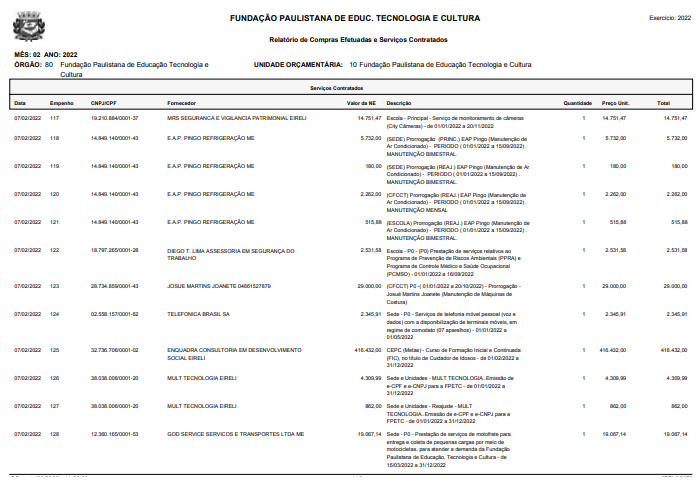 FUNDAÇÃO PAULISTANA DE EDUC. TECNOLOGIA E CULTURA
Exercício: 2022
Relatório de Compras Efetuadas e Serviços Contratados
MÊS: 02 ANO: 2022
ÓRGÃO: 80 Fundação Paulistana de Educação Tecnologia e
Cultura
UNIDADE ORÇAMENTÁRIA: 10 Fundação Paulistana de Educação Tecnologia e Cultura
Serviços Contratados
Data Empenho CNPJ/CPF Fornecedor Valor da NE Descrição Quantidade Preço Unit. Total
07/02/2022 117 19.210.884/0001-37 MRS SEGURANCA E VIGILANCIA PATRIMONIAL EIRELI 14.751,47 Escola - Principal - Serviço de monitoramento de câmeras 1 14.751,47 14.751,47
(City Câmeras) - de 01/01/2022 a 20/11/2022
07/02/2022 118 14.849.140/0001-43 E.A.P. PINGO REFRIGERAÇÃO ME 5.732,00 (SEDE) Prorrogação (PRINC.) EAP Pingo (Manutenção de 1 5.732,00 5.732,00
Ar Condicionado) - PERIODO ( 01/01/2022 a 15/09/2022) .
MANUTENÇÃO BIMESTRAL.
07/02/2022 119 14.849.140/0001-43 E.A.P. PINGO REFRIGERAÇÃO ME 180,00 (SEDE) Prorrogação (REAJ.) EAP Pingo (Manutenção de Ar 1 180,00 180,00
Condicionado) - PERIODO ( 01/01/2022 a 15/09/2022) .
MANUTENÇÃO BIMESTRAL.
07/02/2022 120 14.849.140/0001-43 E.A.P. PINGO REFRIGERAÇÃO ME 2.262,00 (CFCCT) Prorrogação (REAJ.) EAP Pingo (Manutenção de 1 2.262,00 2.262,00
Ar Condicionado) - PERIODO ( 01/01/2022 a 15/09/2022) .
MANUTENÇÃO MENSAL
07/02/2022 121 14.849.140/0001-43 E.A.P. PINGO REFRIGERAÇÃO ME 515,88 (ESCOLA) Prorrogação (REAJ.) EAP Pingo (Manutenção de 1 515,88 515,88
Ar Condicionado) - PERIODO ( 01/01/2022 a 15/09/2022) .
MANUTENÇÃO BIMESTRAL.
07/02/2022 122 18.797.265/0001-28 DIEGO T. LIMA ASSESSORIA EM SEGURANÇA DO 2.531,58 Escola - P0 - (P0) Prestação de serviços relativos ao 1 2.531,58 2.531,58
TRABALHO Programa de Prevenção de Riscos Ambientais (PPRA) e
Programa de Controle Médico e Saúde Ocupacional
(PCMSO) - 01/01/2022 a 16/09/2022
07/02/2022 123 28.734.859/0001-43 JOSUE MARTINS JOANETE 04661527879 29.000,00 (CFCCT) P0 -( 01/01/2022 a 20/10/2022) - Prorrogação - 1 29.000,00 29.000,00
Josué Martins Joanete (Manutenção de Máquinas de
Costura)
07/02/2022 124 02.558.157/0001-62 TELEFONICA BRASIL SA 2.345,91 Sede - P0 - Serviços de telefonia móvel pessoal (voz e 1 2.345,91 2.345,91
dados) com a disponibilização de terminais móveis, em
regime de comodato (07 aparelhos) - 01/01/2022 a
01/05/2022
07/02/2022 125 32.736.708/0001-02 ENQUADRA CONSULTORIA EM DESENVOLVIMENTO 416.432,00 CEPC (Metas) - Curso de Formação Inicial e Continuada 1 416.432,00 416.432,00
SOCIAL EIRELI (FIC), no título de Cuidador de Idosos - de 01/02/2022 a
31/12/2022
07/02/2022 126 38.038.006/0001-20 MULT TECNOLOGIA EIRELI 4.309,99 Sede e Unidades - MULT TECNOLOGIA..Emissão de 1 4.309,99 4.309,99
e-CPF e e-CNPJ para a FPETC - de 01/01/2022 a
31/12/2022
07/02/2022 127 38.038.006/0001-20 MULT TECNOLOGIA EIRELI 862,00 Sede e Unidades - Reajuste - MULT 1 862,00 862,00
TECNOLOGIA..Emissão de e-CPF e e-CNPJ para a
FPETC - de 01/01/2022 a 31/12/2022
07/02/2022 128 12.360.165/0001-53 GOD SERVICE SERVICOS E TRANSPORTES LTDA ME 19.067,14 Sede - P0 - Prestação de serviços de motofrete para 1 19.067,14 19.067,14
entrega e coleta de pequenas cargas por meio de
motocicletas, para atender a demanda da Fundação
Paulistana de Educação, Tecnologia e Cultura - de
15/03/2022 a 31/12/2022